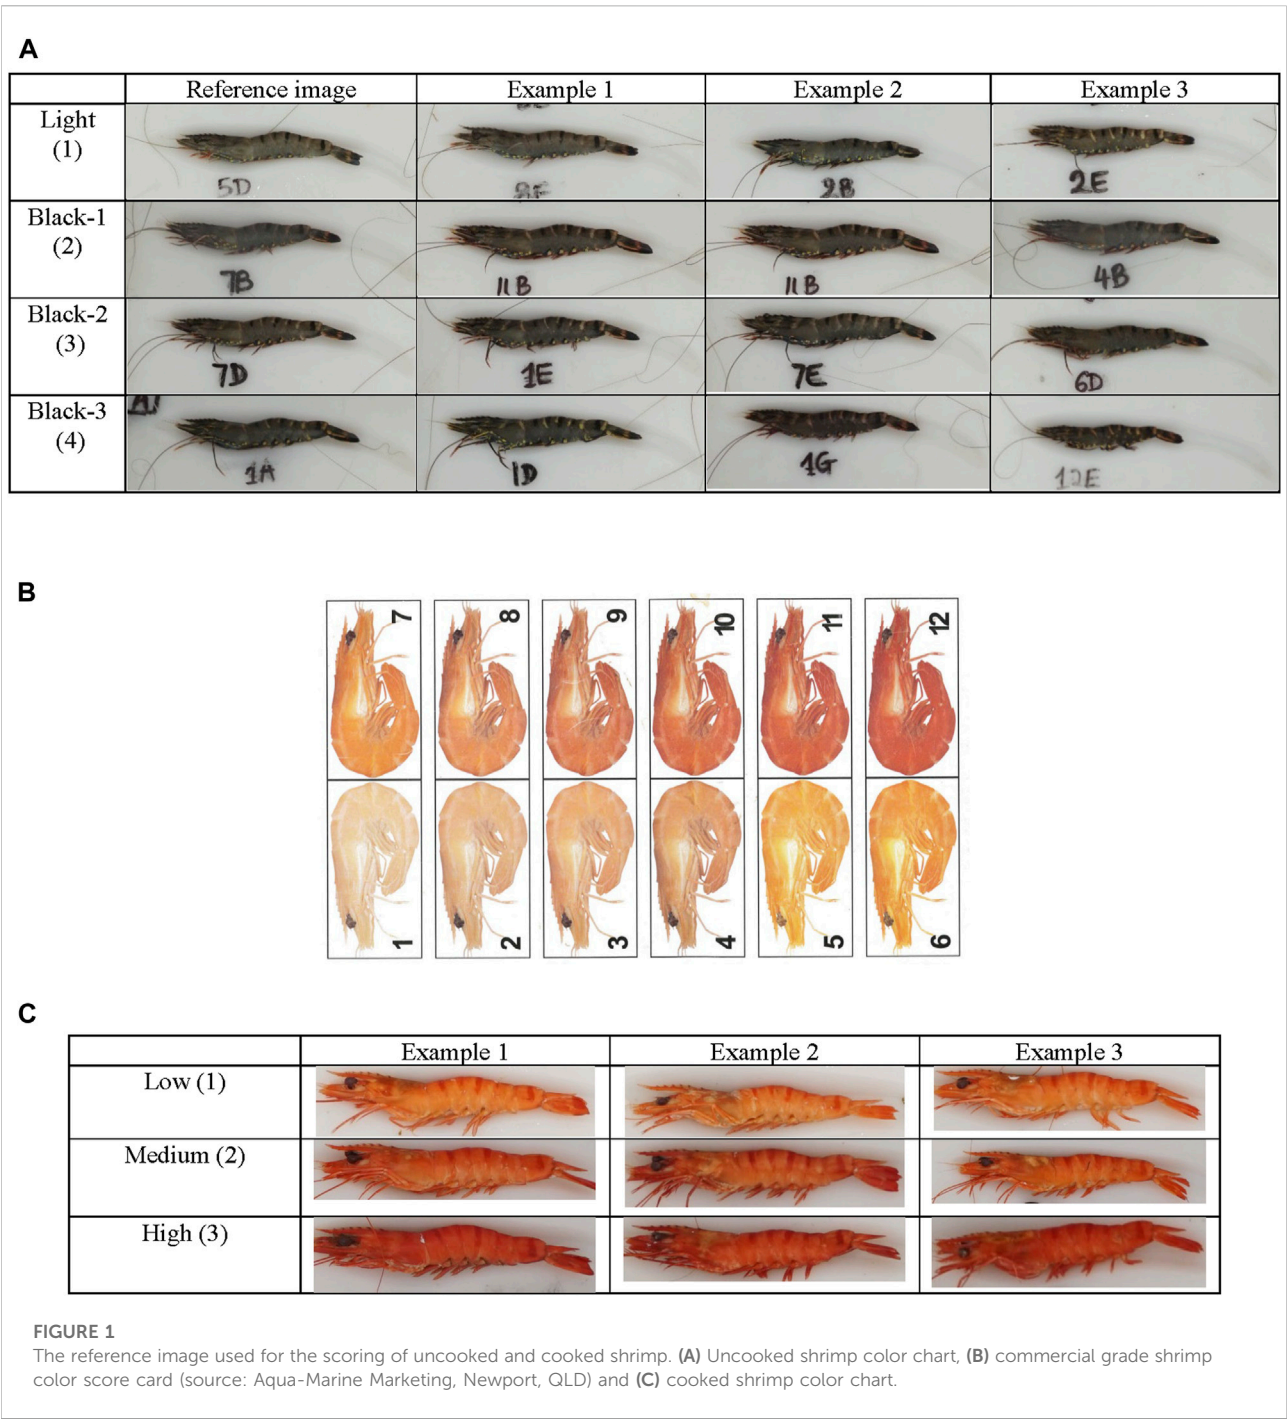 A
Reference image Example 1 Example 2 Example 3
Light
(1)
5D 2B 2E
Black-1
(2)
7B 11B 11B 4B
Black-2
(3)
7D 1E 7E 6D
Black-3
(4)
1A 1D 1G 12E
B
7 8 9 10 11 12
1 2 3 4 5 6
C
Example 1 Example 2 Example 3
Low (1)
Medium (2)
High (3)
FIGURE 1
The reference image used for the scoring of uncooked and cooked shrimp. (A) Uncooked shrimp color chart, (B) commercial grade shrimp
color score card (source: Aqua-Marine Marketing, Newport, QLD) and (C) cooked shrimp color chart.